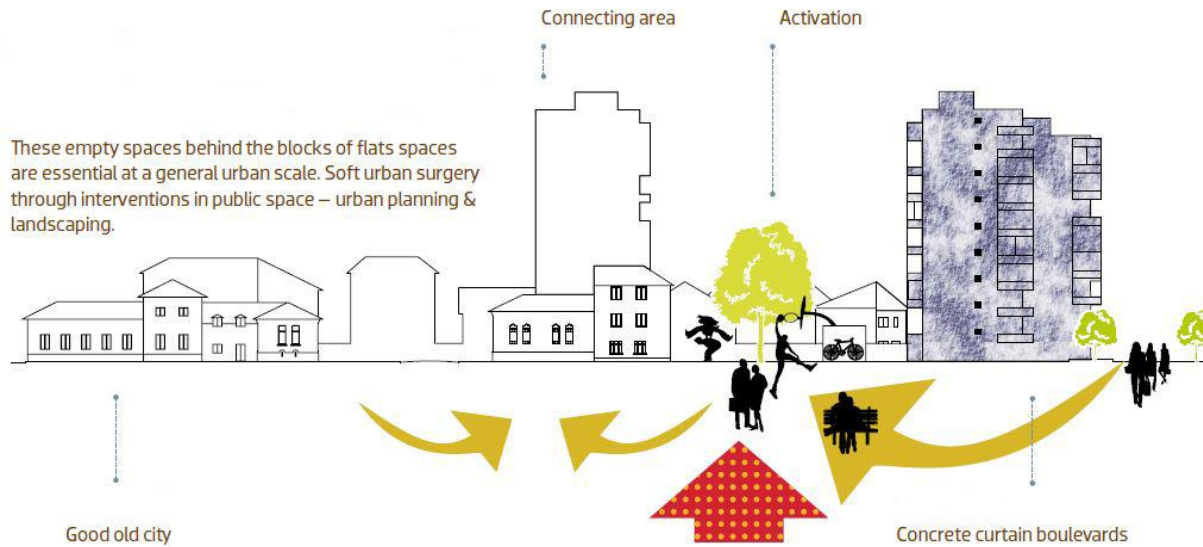 Connecting area
Activation
These empty spaces behind the blocks of flats spaces
are essential at a general urban scale. Soft urban surgery
through interventions in public space – urban planning &
landscaping.
Good old city
Concrete curtain boulevards